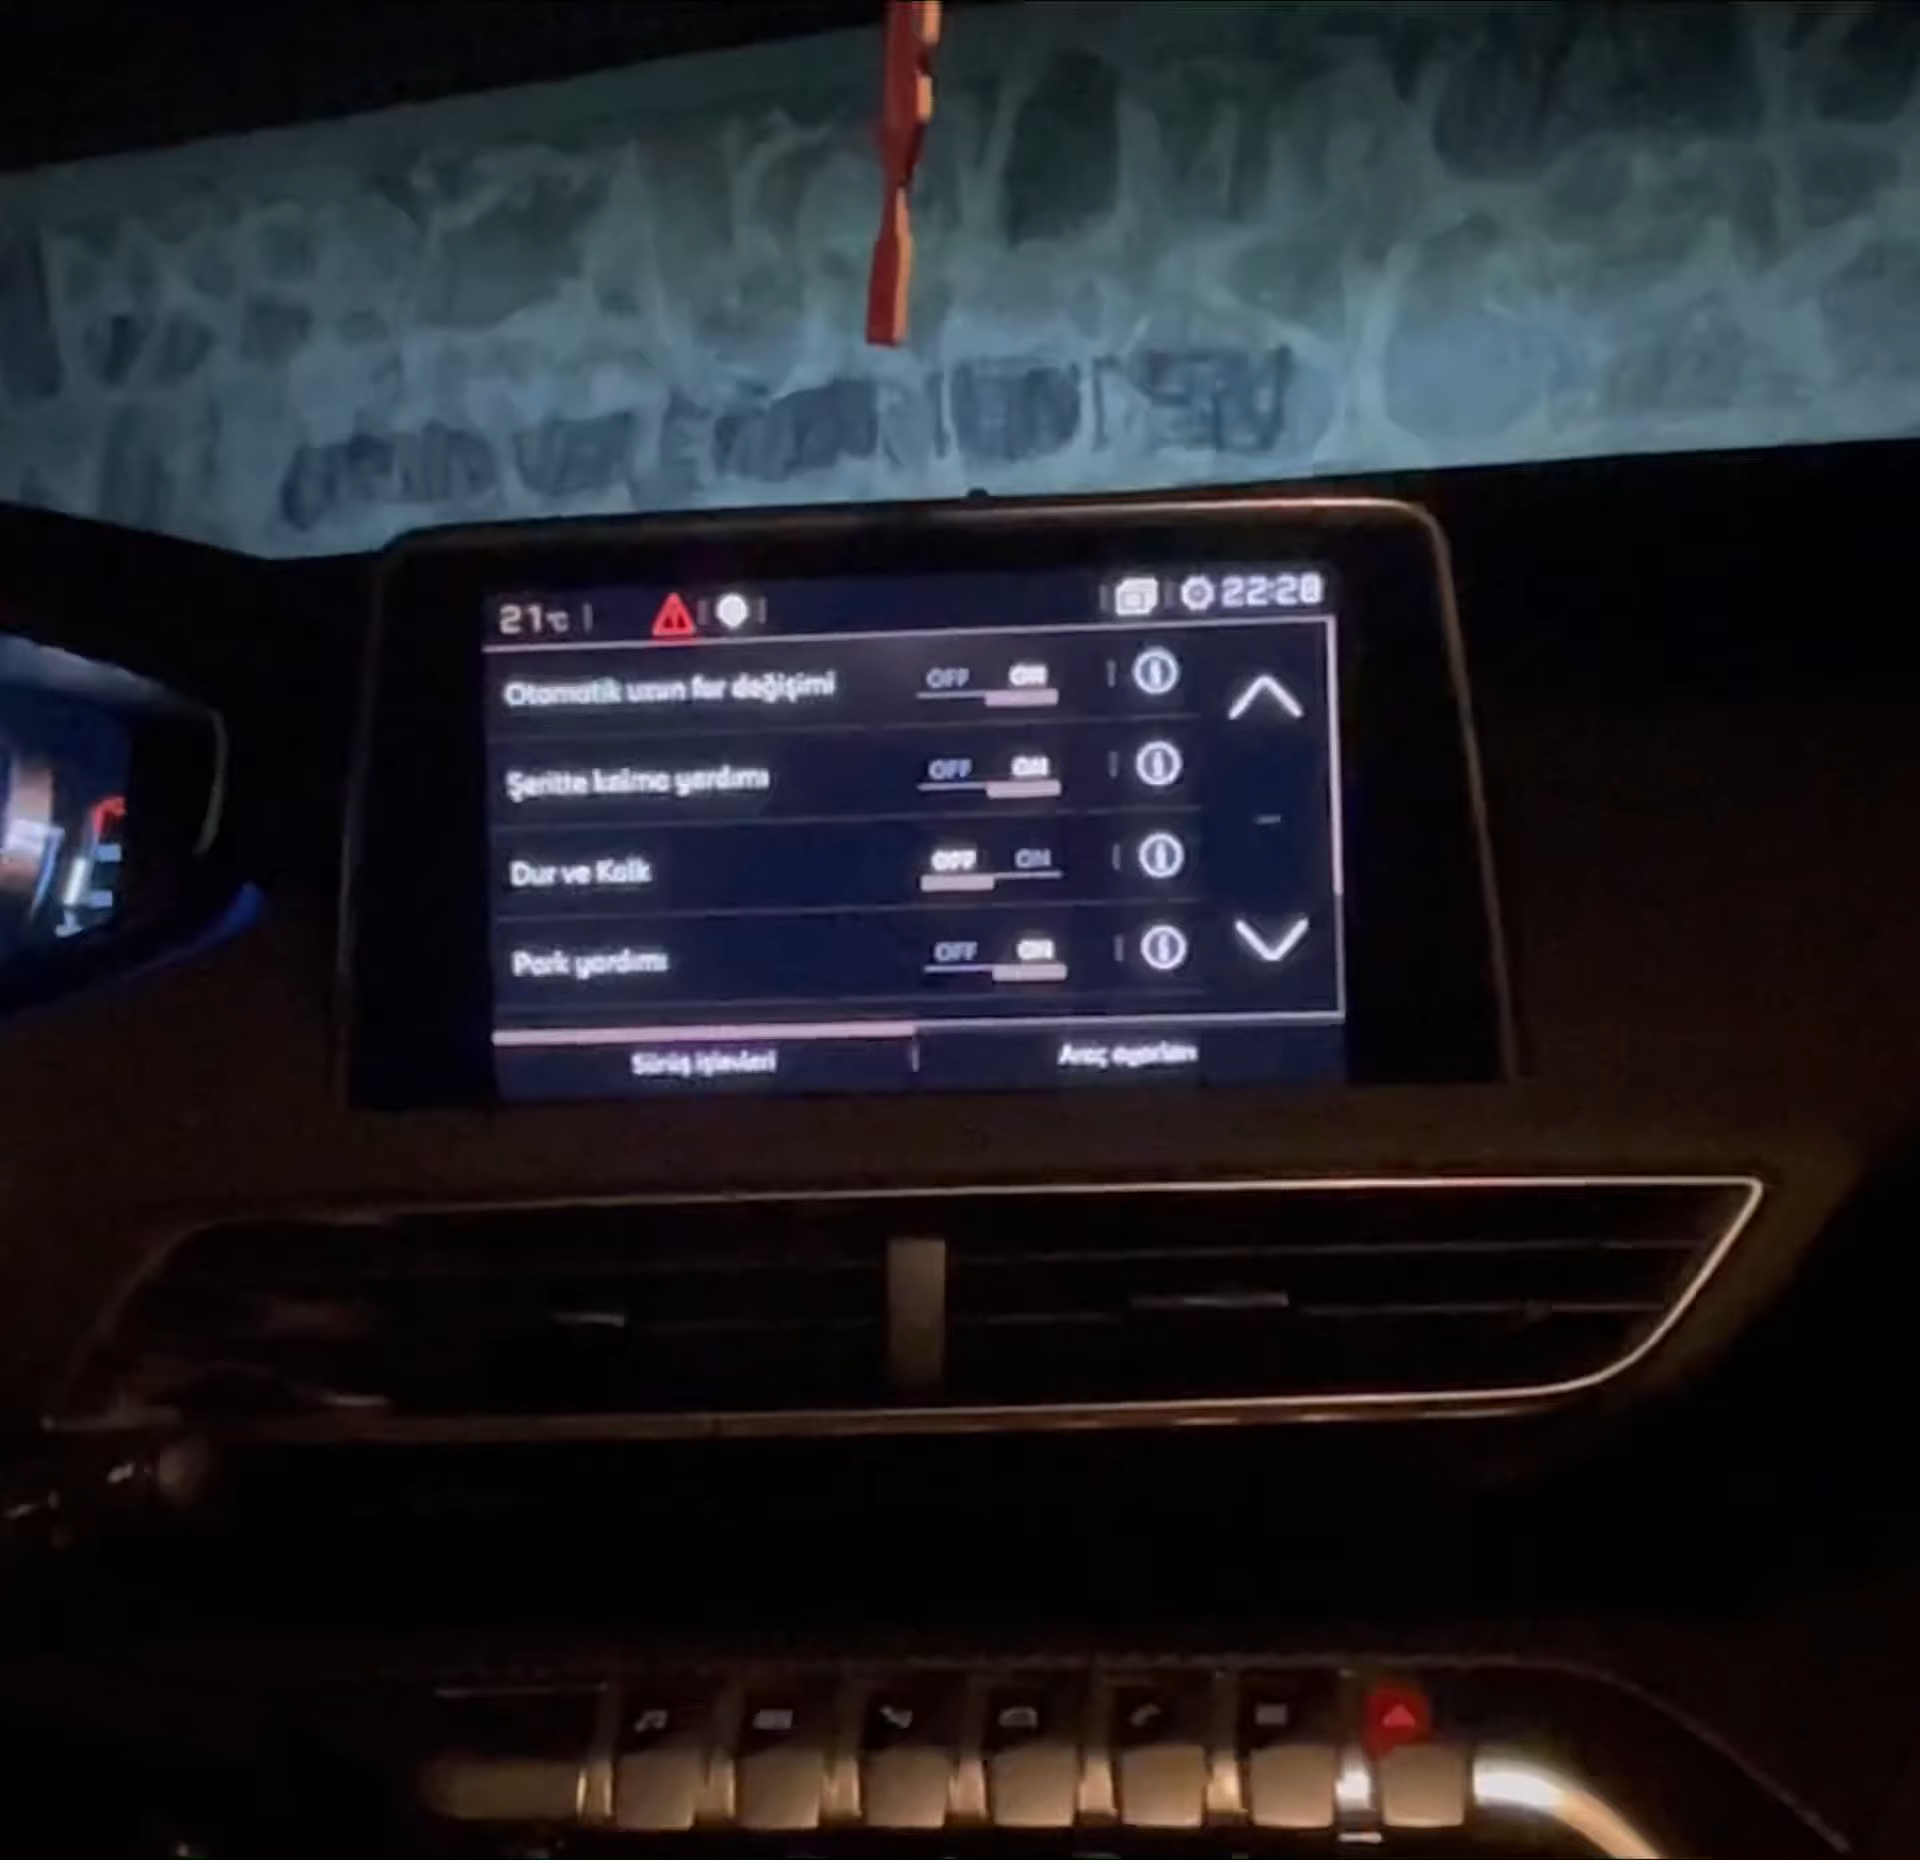 21°C 22:28
Otomatik uzun far değişimi OFF ON
Şeritte kalma yardımı OFF ON
Dur ve Kalk OFF ON
Park yardımı OFF ON
Sürüş işlevleri Araç ayarları